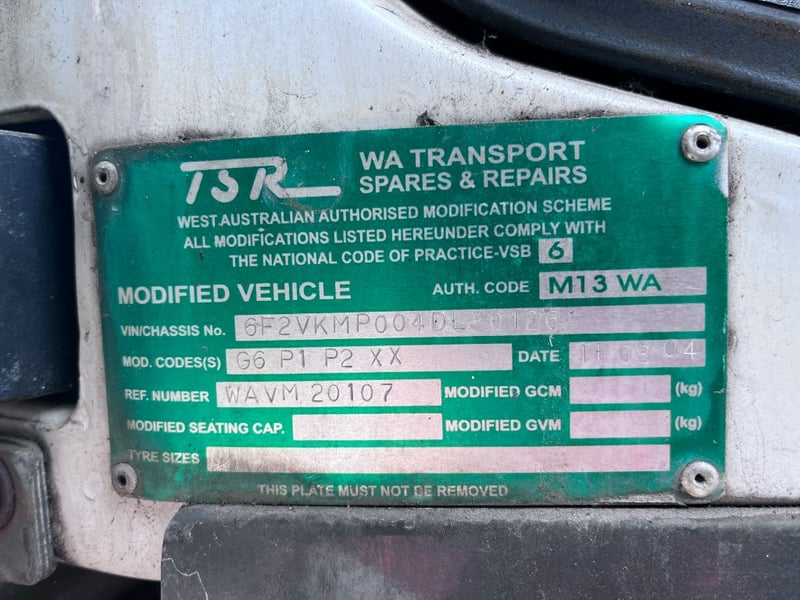 TSR
WA TRANSPORT
SPARES & REPAIRS
WEST AUSTRALIAN AUTHORISED MODIFICATION SCHEME
ALL MODIFICATIONS LISTED HEREUNDER COMPLY WITH
THE NATIONAL CODE OF PRACTICE-VSB 6
MODIFIED VEHICLE AUTH. CODE M13 WA
VIN/CHASSIS No.
MOD. CODES(S) G6 P1 P2 XX DATE
REF. NUMBER WAVM 20107 MODIFIED GCM (kg)
MODIFIED SEATING CAP. MODIFIED GVM (kg)
TYRE SIZES
THIS PLATE MUST NOT BE REMOVED